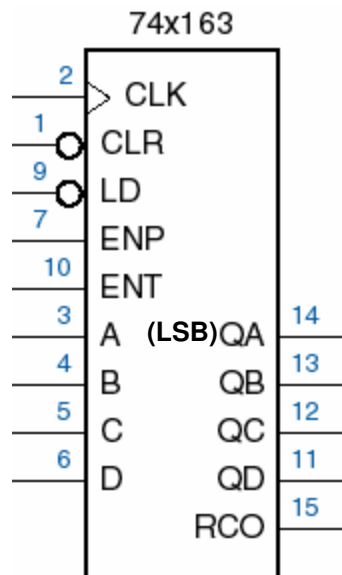 74x163
2 CLK
1 CLR
9 LD
7 ENP
10 ENT
3 A (LSB) QA 14
4 B QB 13
5 C QC 12
6 D QD 11
RCO 15